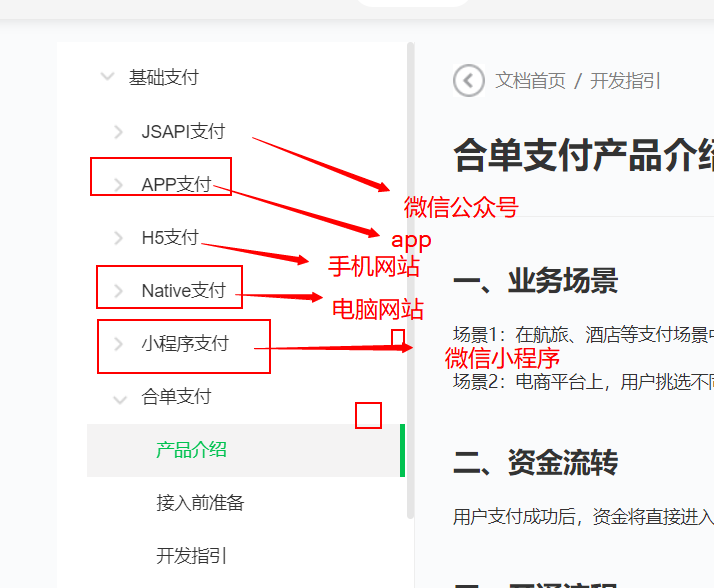 基础支付
JSAPI支付
APP支付
H5支付
Native支付
小程序支付
合单支付
产品介绍
接入前准备
开发指引
微信公众号
app
手机网站
电脑网站
微信小程序
文档首页 / 开发指引
合单支付产品介绍
一、业务场景
场景1：在航旅、酒店等支付场景
场景2：电商平台上，用户挑选不同
二、资金流转
用户支付成功后，资金将直接进入